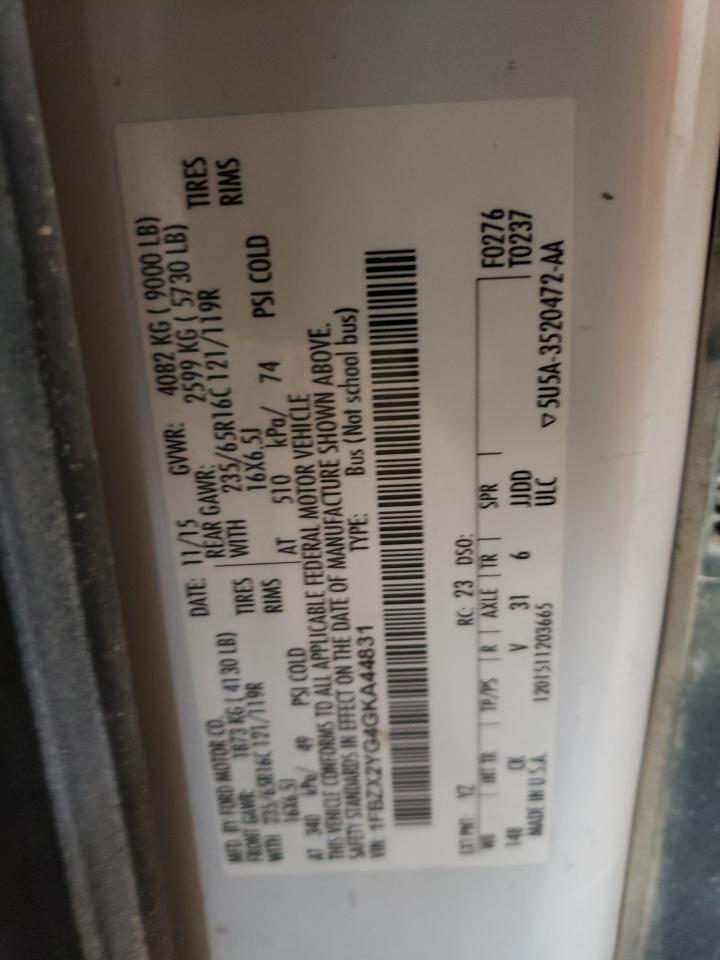 MFD. BY FORD MOTOR CO.
DATE: 11/15 GVWR: 4082 KG ( 9000 LB)
FRONT GAWR: 1873 KG ( 4130 LB) REAR GAWR: 2599 KG ( 5730 LB)
WITH 235/65R16C 121/119R TIRES WITH 235/65R16C 121/119R TIRES
16X6.5J RIMS 16X6.5J RIMS
AT 340 kPa/ 49 PSI COLD AT 510 kPa/ 74 PSI COLD
THIS VEHICLE CONFORMS TO ALL APPLICABLE FEDERAL MOTOR VEHICLE
SAFETY STANDARDS IN EFFECT ON THE DATE OF MANUFACTURE SHOWN ABOVE.
VIN: 1FBZX2YG4GKA44831 TYPE: Bus (Not school bus)
EXT PNT: YZ RC: 23 DSO: F0276
WB INT TR TP/PS R AXLE TR SPR T0237
148 CK V 31 6 JJDD
MADE IN U.S.A. 1201511203665 ULC ▽ 5U5A-3520472-AA